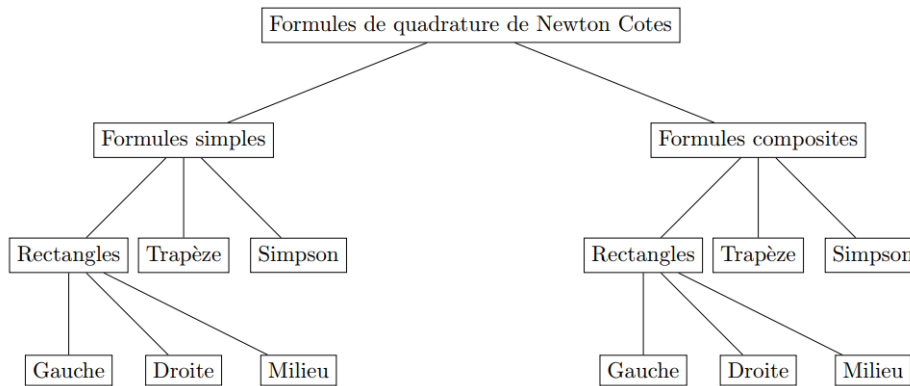 Formules de quadrature de Newton Cotes
Formules simples
Formules composites
Rectangles
Trapèze
Simpson
Rectangles
Trapèze
Simpson
Gauche
Droite
Milieu
Gauche
Droite
Milieu